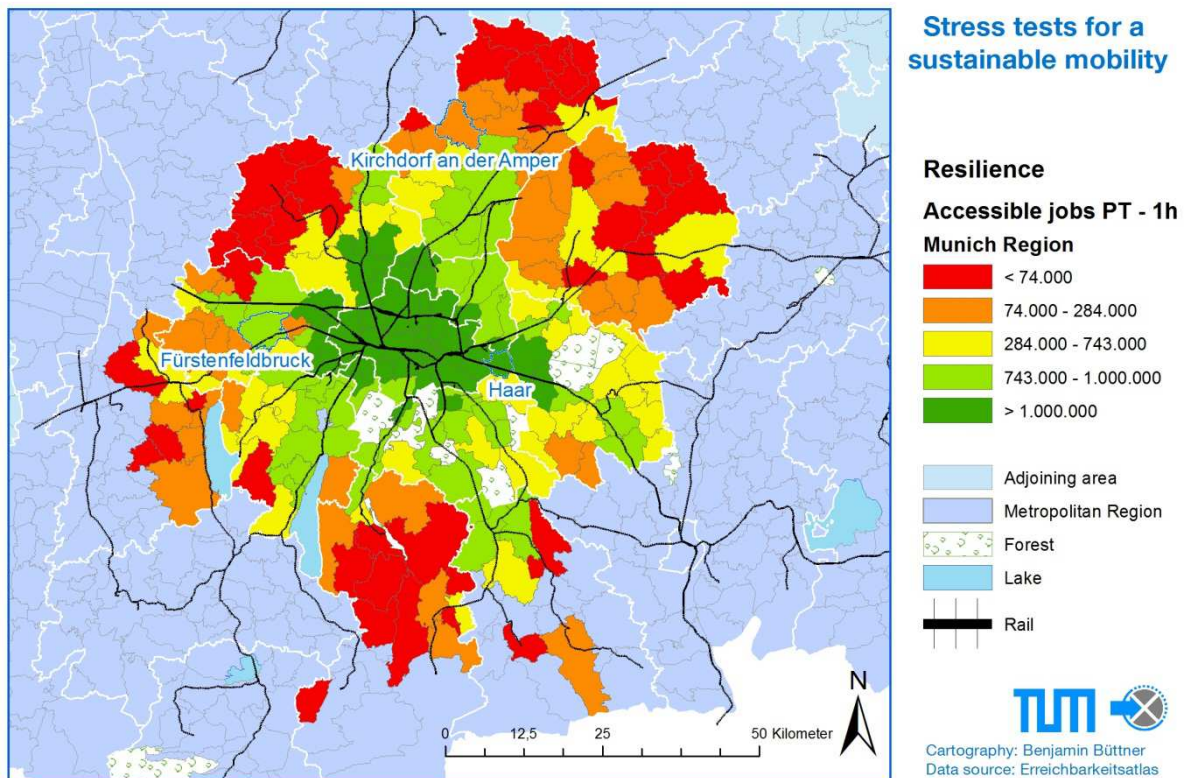 Stress tests for a
sustainable mobility
Kirchdorf an der Amper
Fürstenfeldbruck
Haar
N
0 12,5 25 50 Kilometer
Resilience
Accessible jobs PT - 1h
Munich Region
< 74.000
74.000 - 284.000
284.000 - 743.000
743.000 - 1.000.000
> 1.000.000
Adjoining area
Metropolitan Region
Forest
Lake
Rail
TUM
Cartography: Benjamin Büttner
Data source: Erreichbarkeitsatlas